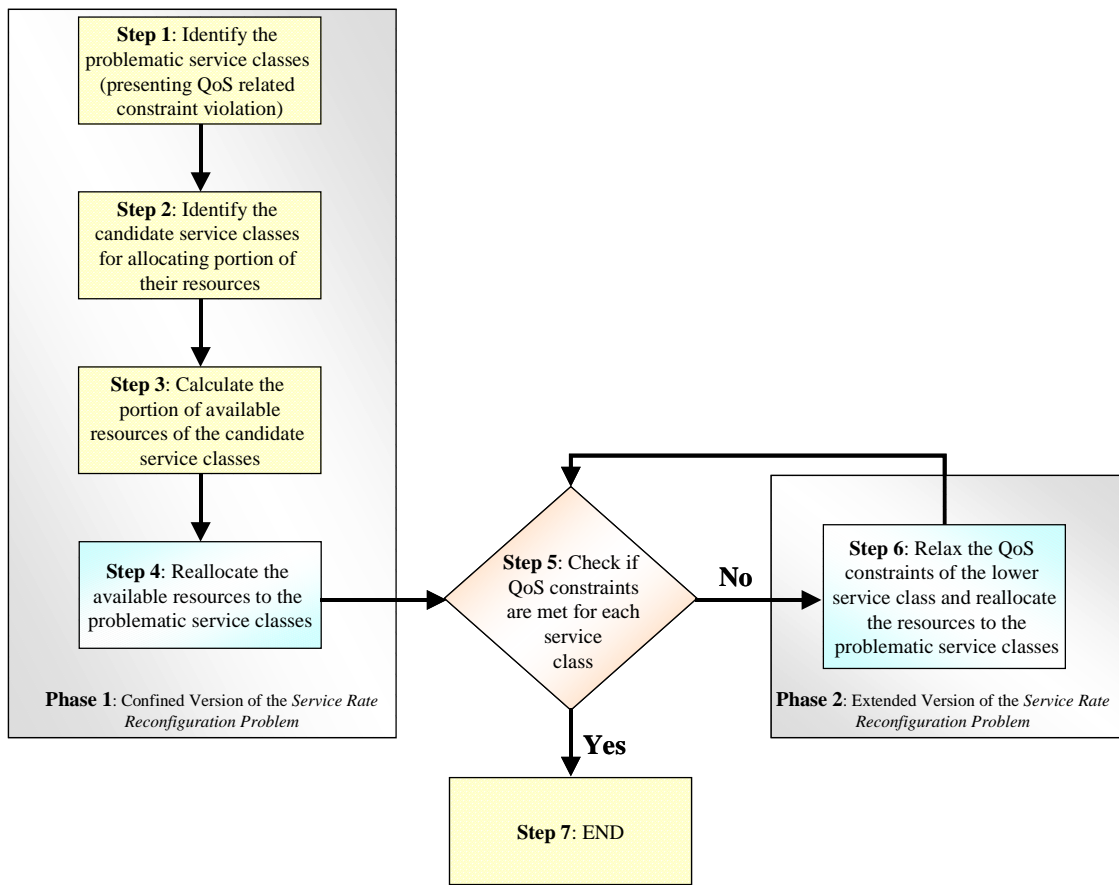 Step 1: Identify the
problematic service classes
(presenting QoS related
constraint violation)
Step 2: Identify the
candidate service classes
for allocating portion of
their resources
Step 3: Calculate the
portion of available
resources of the candidate
service classes
Step 4: Reallocate the
available resources to the
problematic service classes
Phase 1: Confined Version of the Service Rate
Reconfiguration Problem
Step 5: Check if
QoS constraints
are met for each
service
class
No
Yes
Step 6: Relax the QoS
constraints of the lower
service class and reallocate
the resources to the
problematic service classes
Phase 2: Extended Version of the Service Rate
Reconfiguration Problem
Step 7: END